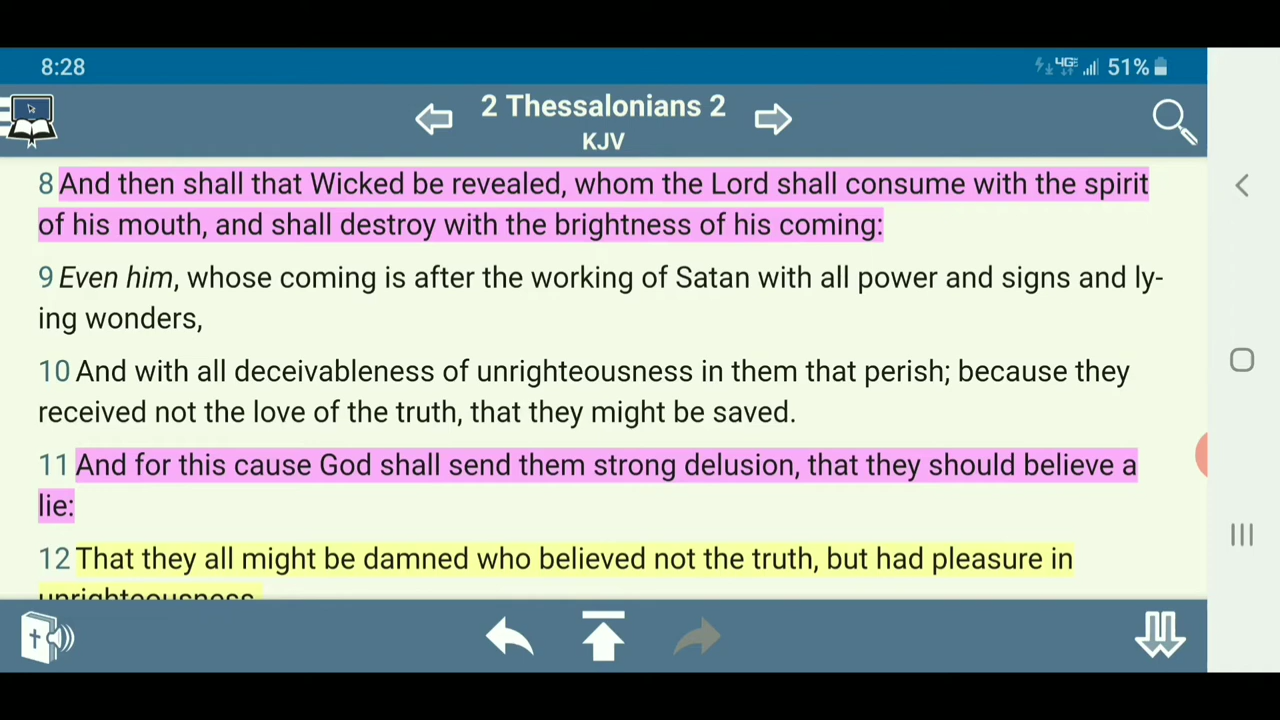 8:28
4GE 51%
2 Thessalonians 2
KJV
8 And then shall that Wicked be revealed, whom the Lord shall consume with the spirit
of his mouth, and shall destroy with the brightness of his coming:
9 Even him, whose coming is after the working of Satan with all power and signs and ly-
ing wonders,
10 And with all deceivableness of unrighteousness in them that perish; because they
received not the love of the truth, that they might be saved.
11 And for this cause God shall send them strong delusion, that they should believe a
lie:
12 That they all might be damned who believed not the truth, but had pleasure in
unrighteousness.